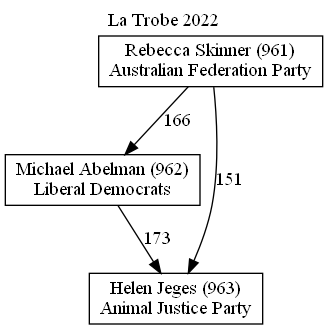 La Trobe 2022
Rebecca Skinner (961)
Australian Federation Party
166
Michael Abelman (962)
Liberal Democrats
151
173
Helen Jeges (963)
Animal Justice Party